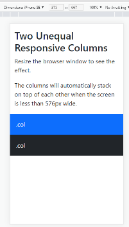 Two Unequal
Responsive Columns
Resize the browser window to see the
effect.
The columns will automatically stack
on top of each other when the screen
is less than 576px wide.
.col
.col